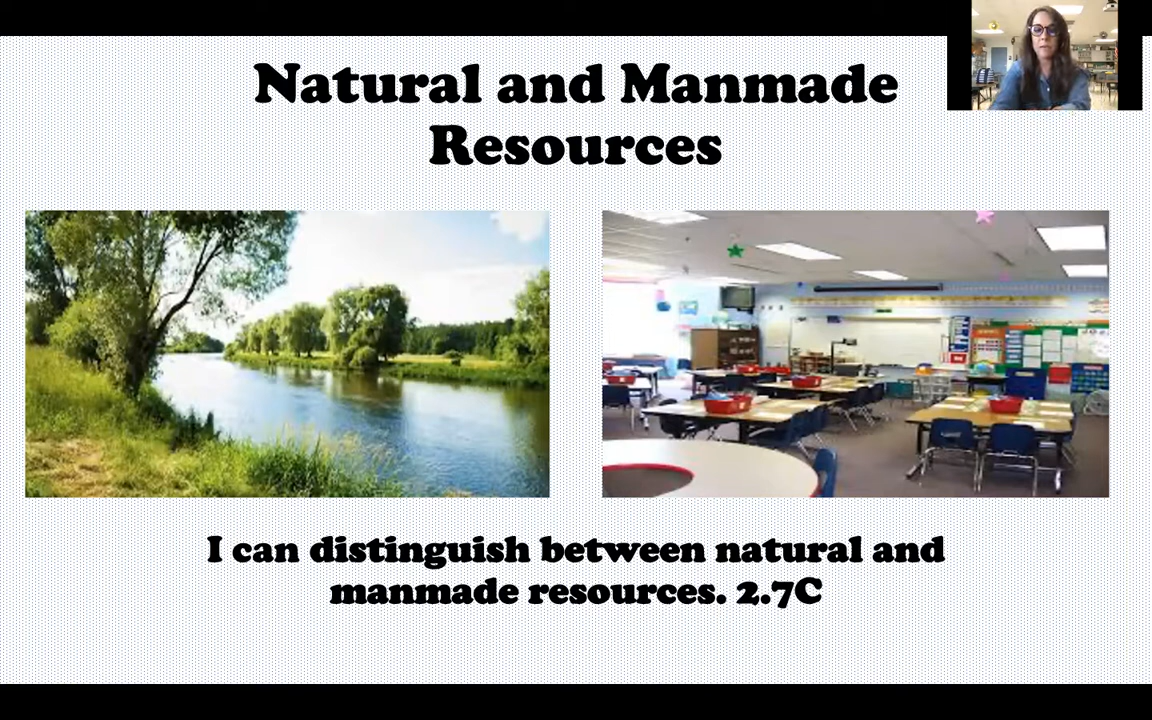 Natural and Manmade
Resources
I can distinguish between natural and
manmade resources. 2.7C